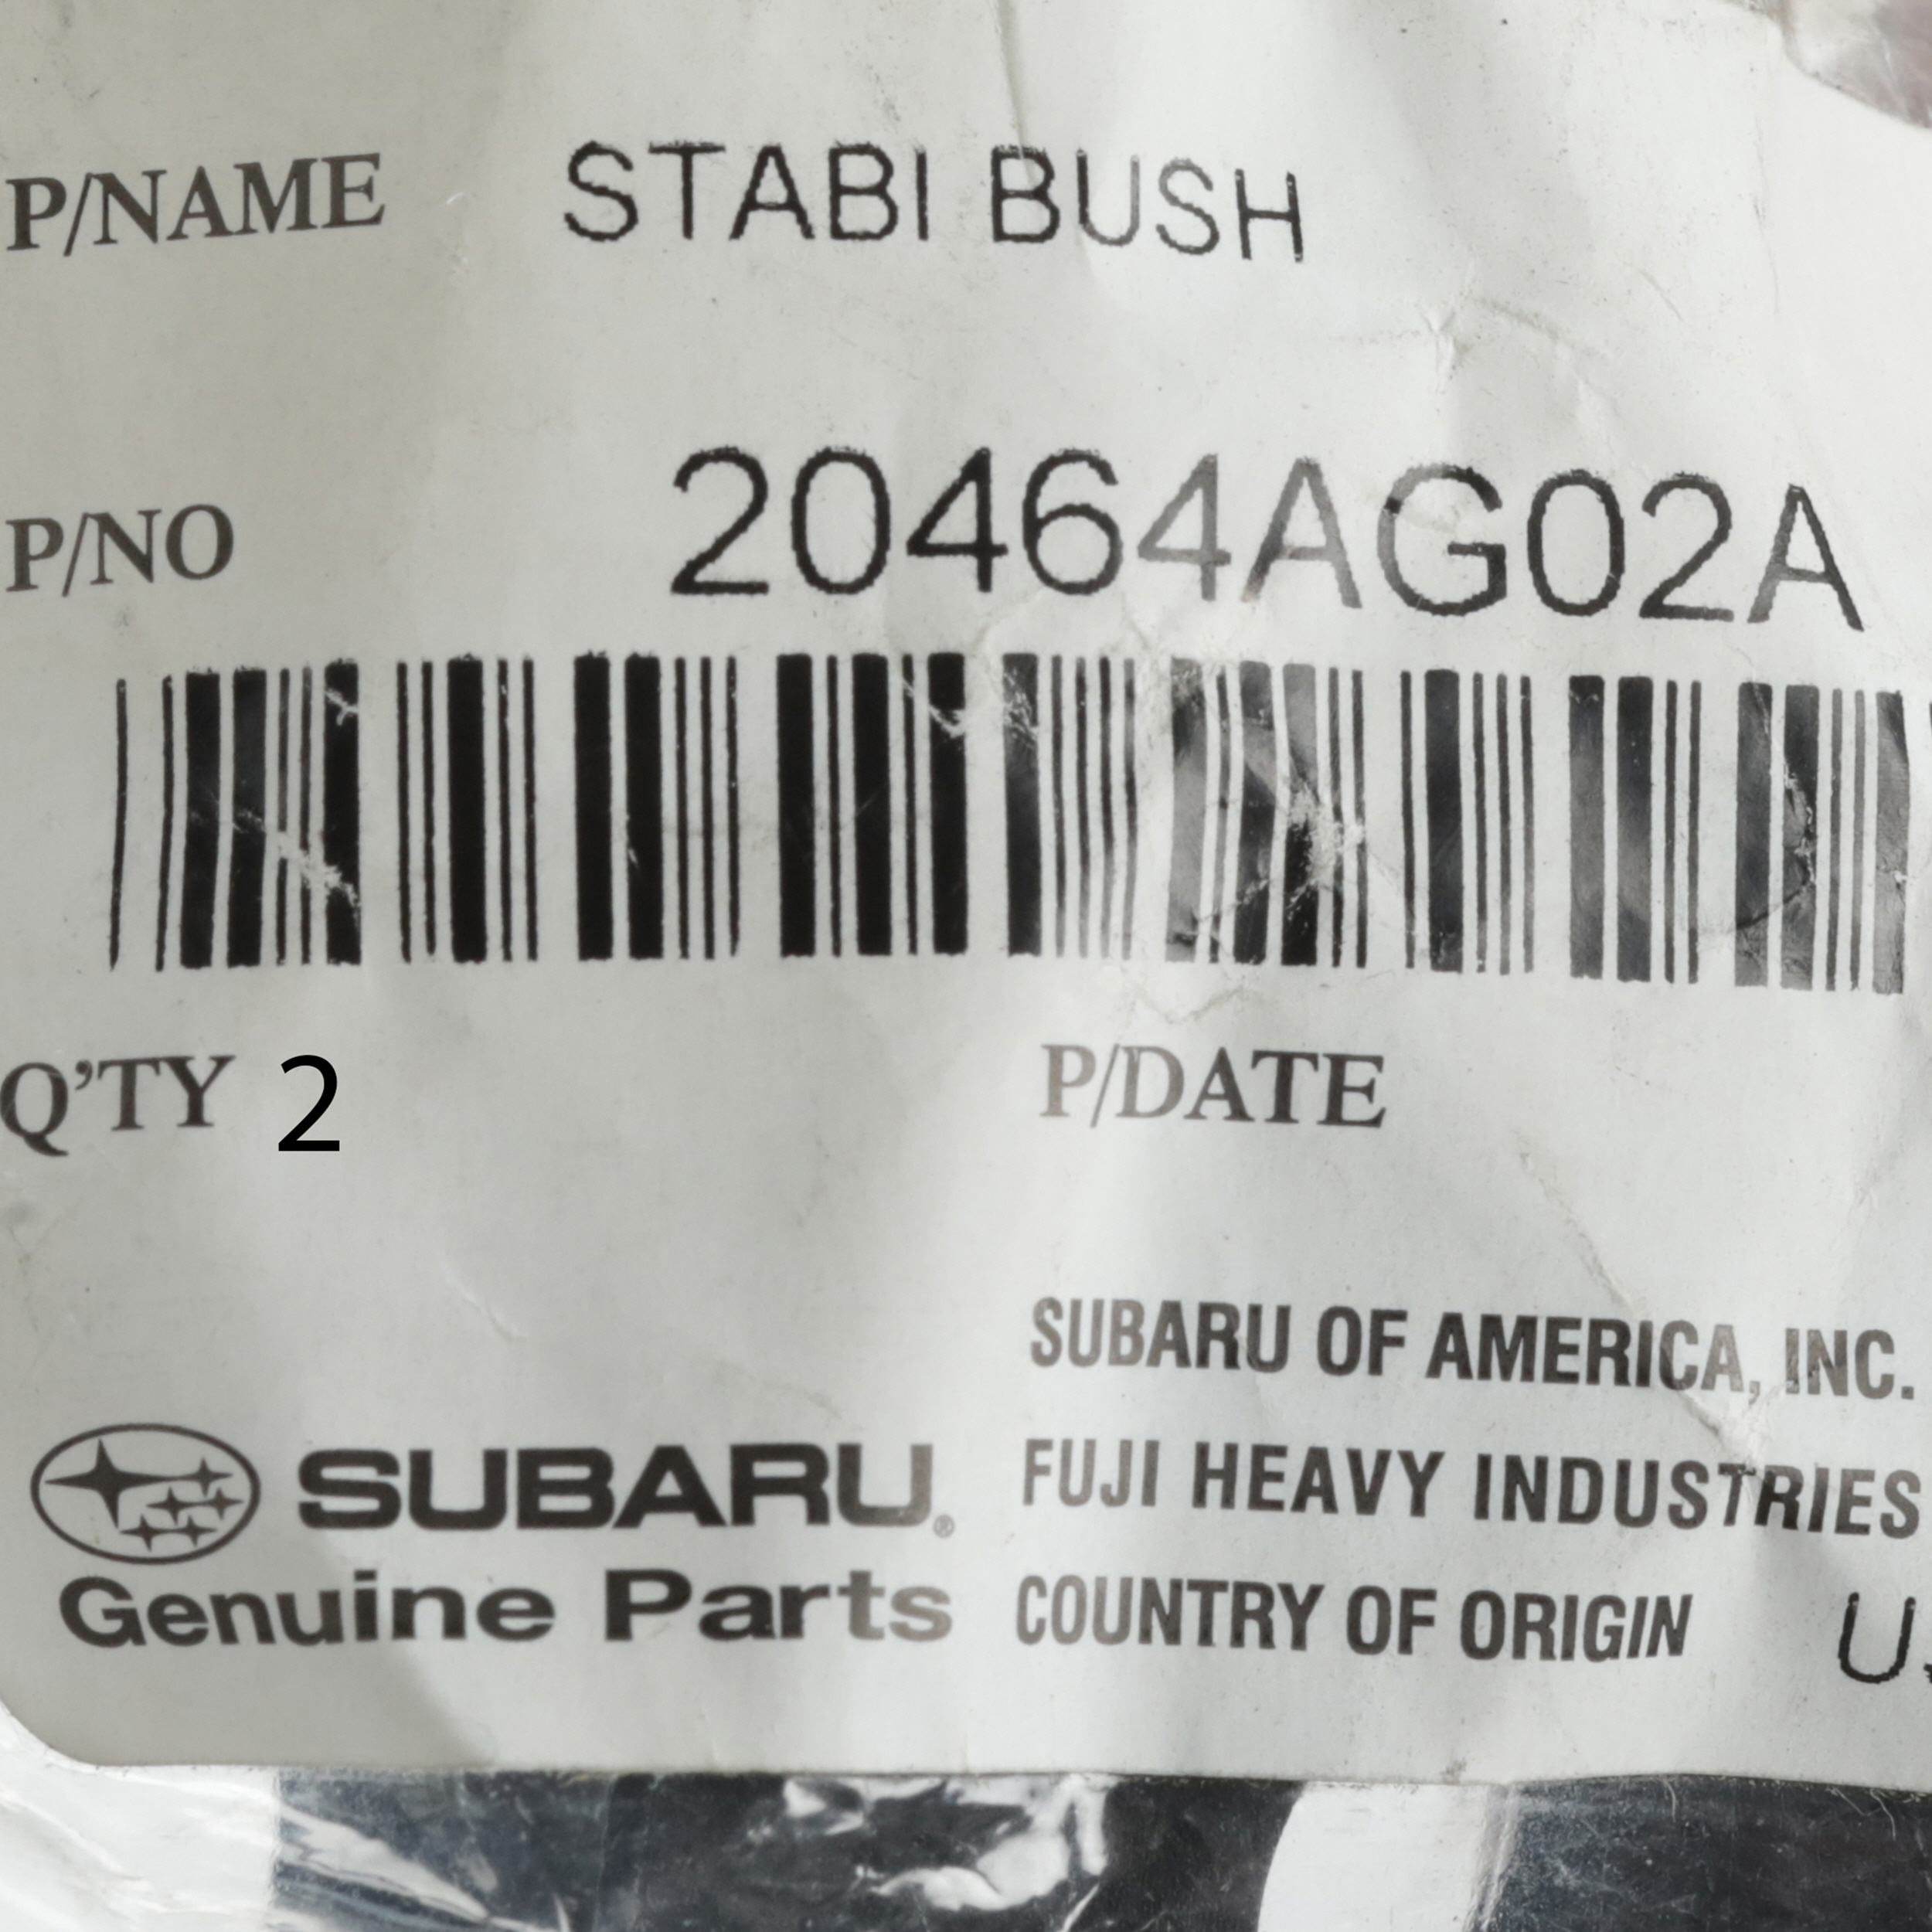 P/NAME STABI BUSH
P/NO 20464AG02A
Q'TY 2 P/DATE
SUBARU OF AMERICA, INC.
SUBARU® FUJI HEAVY INDUSTRIES
Genuine Parts COUNTRY OF ORIGIN